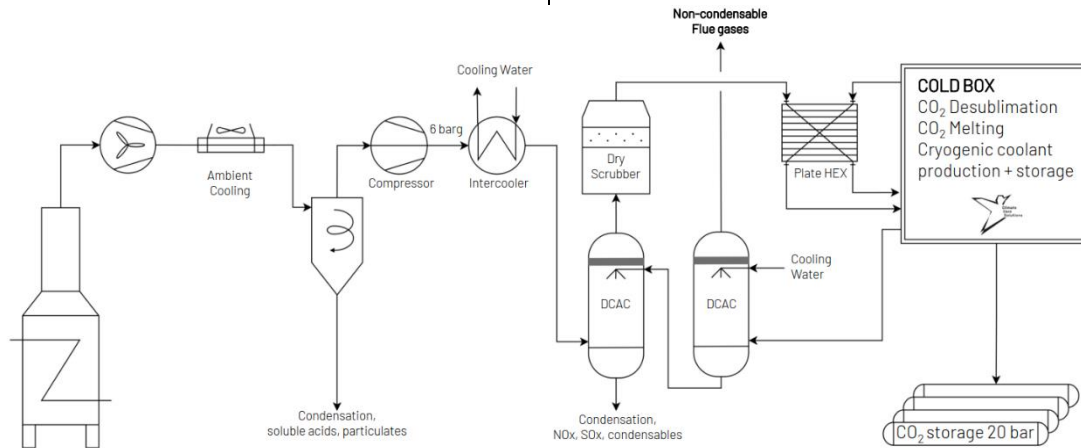 Non-condensable
Flue gases
Cooling Water
6 barg
Ambient
Cooling
Compressor
Intercooler
Dry
Scrubber
Plate HEX
COLD BOX
CO₂ Desublimation
CO₂ Melting
Cryogenic coolant
production + storage
Cooling
Water
DCAC
DCAC
Condensation,
soluble acids, particulates
Condensation,
NOx, SOx, condensables
CO₂ storage 20 bar